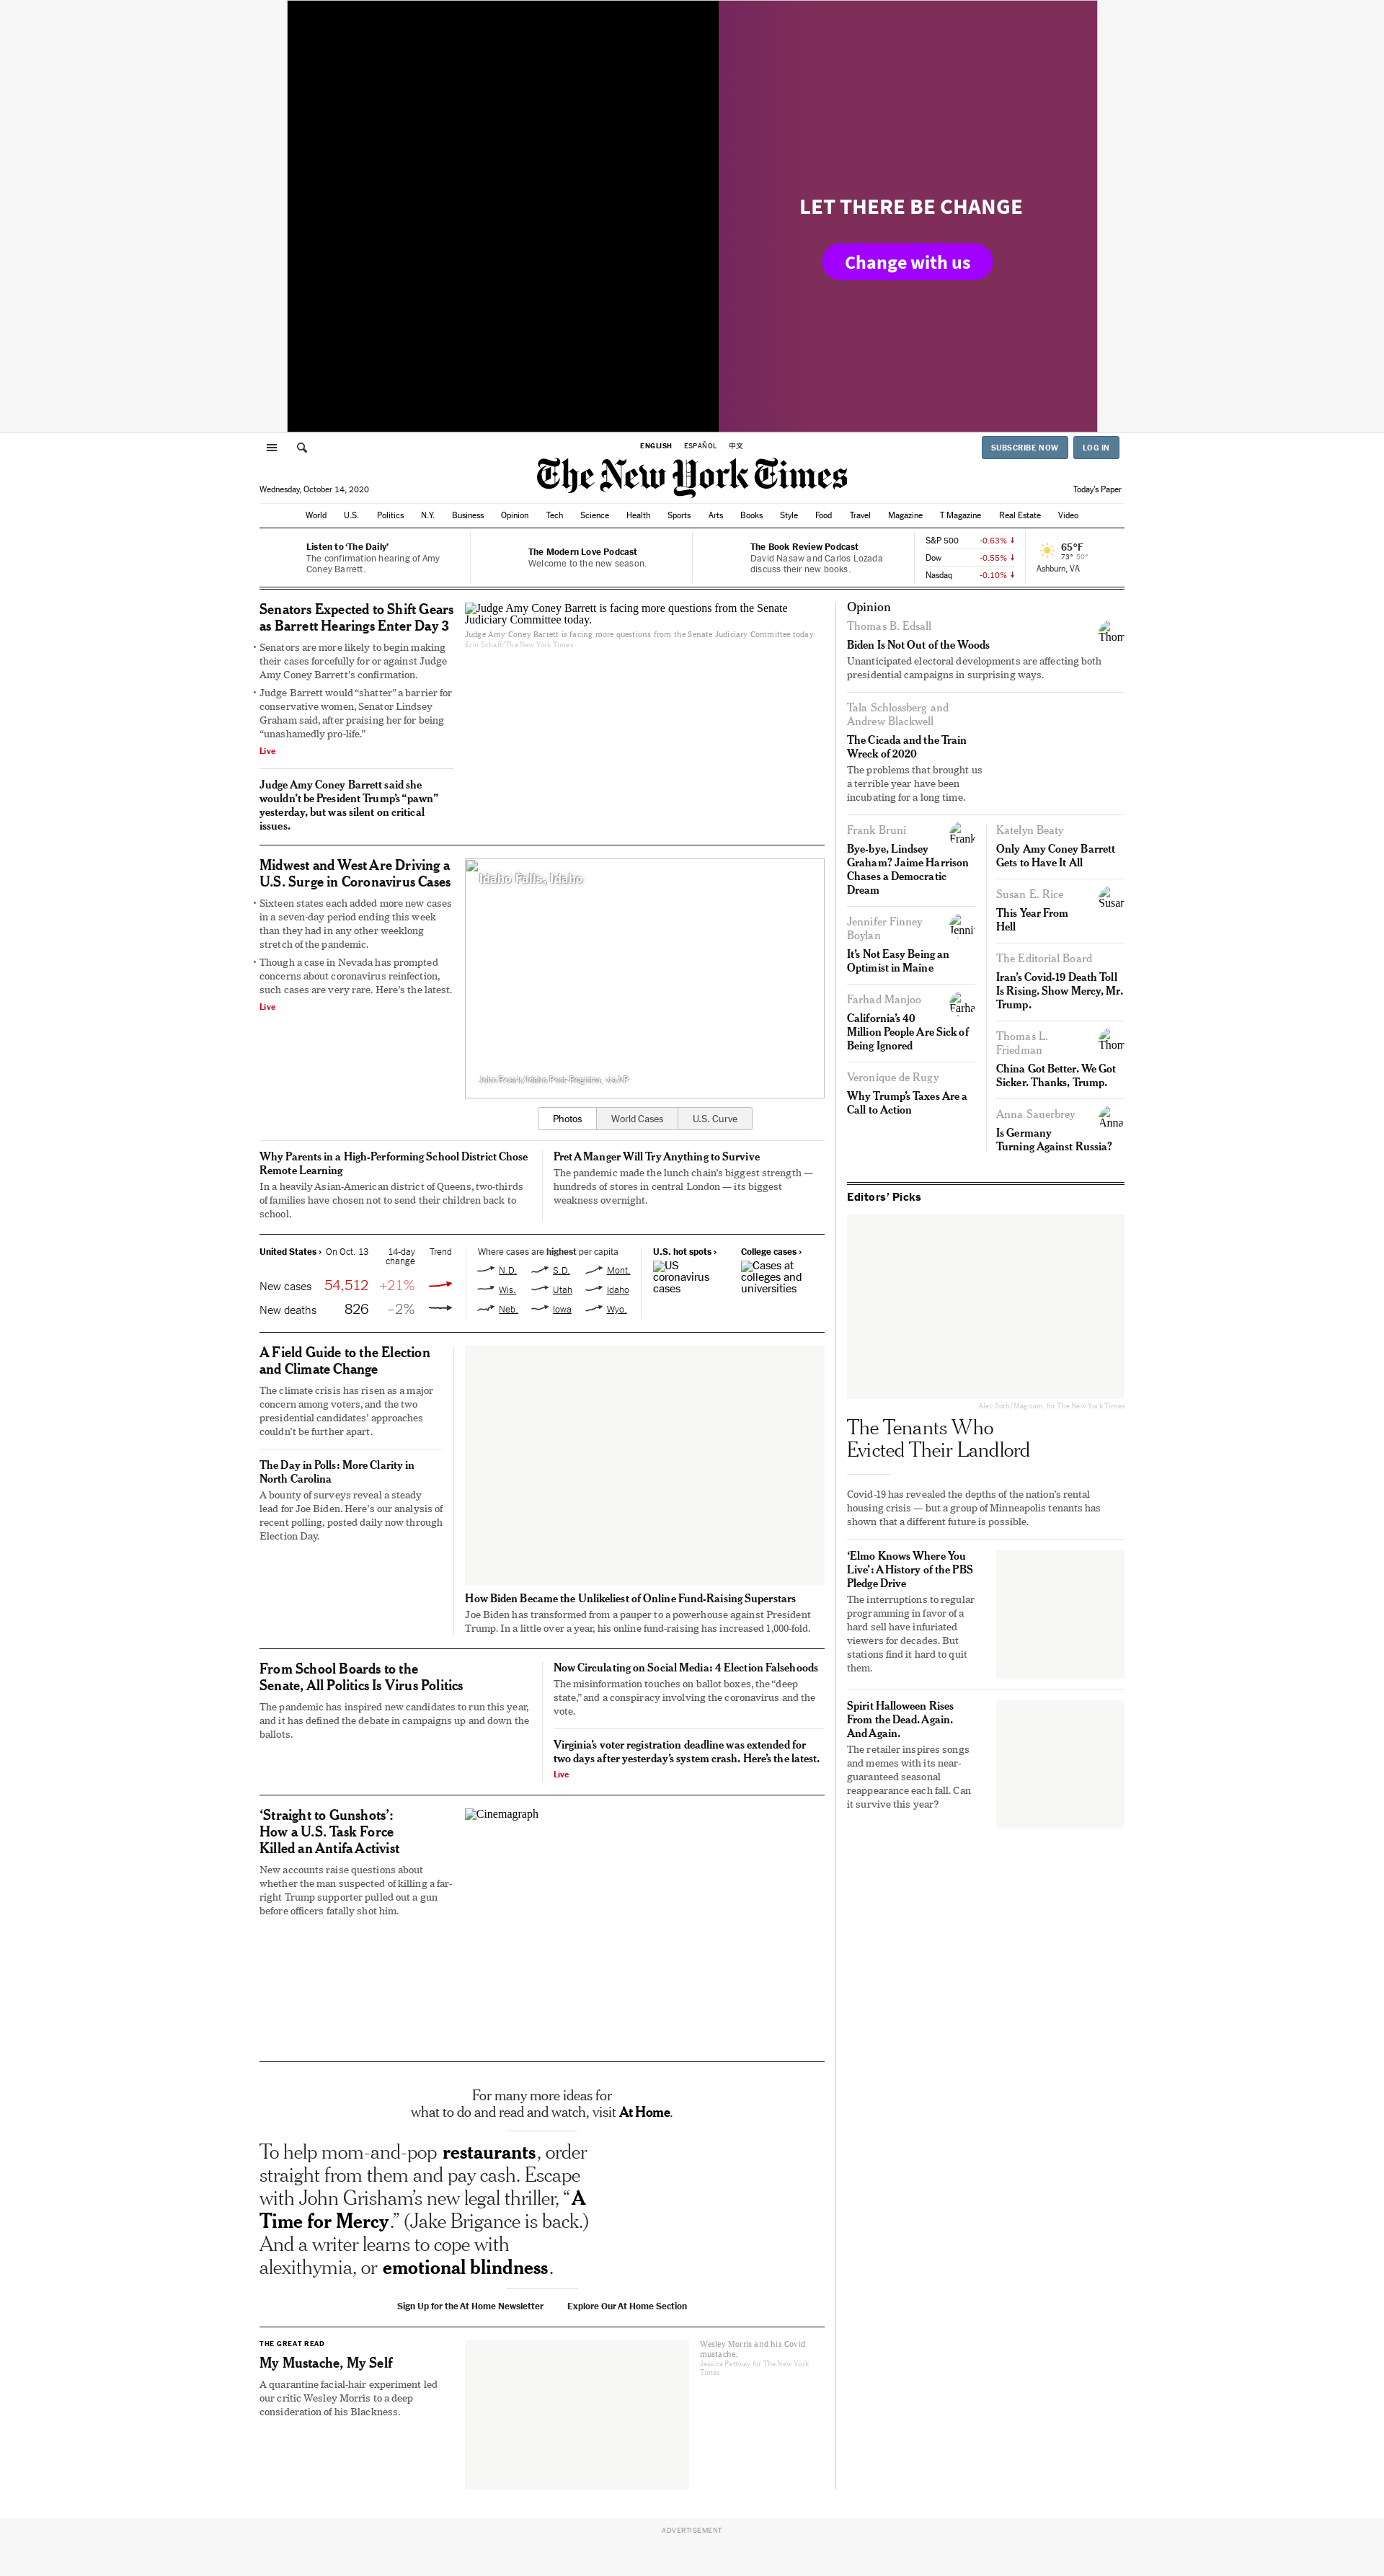 LET THERE BE CHANGE
Change with us
ENGLISH ESPAÑOL 中文
SUBSCRIBE NOW LOG IN
The New York Times
Wednesday, October 14, 2020
Today's Paper
World U.S. Politics N.Y. Business Opinion Tech Science Health Sports Arts Books Style Food Travel Magazine T Magazine Real Estate Video
Listen to ‘The Daily’
The confirmation hearing of Amy
Coney Barrett.
The Modern Love Podcast
Welcome to the new season.
The Book Review Podcast
David Nasaw and Carlos Lozada
discuss their new books.
S&P 500 -0.63% ↓
Dow -0.55% ↓
Nasdaq -0.10% ↓
65°F
73° 50°
Ashburn, VA
Senators Expected to Shift Gears
as Barrett Hearings Enter Day 3
• Senators are more likely to begin making
their cases forcefully for or against Judge
Amy Coney Barrett’s confirmation.
• Judge Barrett would “shatter” a barrier for
conservative women, Senator Lindsey
Graham said, after praising her for being
“unashamedly pro-life.”
Live
Judge Amy Coney Barrett said she
wouldn’t be President Trump’s “pawn”
yesterday, but was silent on critical
issues.
Judge Amy Coney Barrett is facing more questions from the Senate
Judiciary Committee today.
Judge Amy Coney Barrett is facing more questions from the Senate Judiciary Committee today.
Erin Schaff/The New York Times
Midwest and West Are Driving a
U.S. Surge in Coronavirus Cases
• Sixteen states each added more new cases
in a seven-day period ending this week
than they had in any other weeklong
stretch of the pandemic.
• Though a case in Nevada has prompted
concerns about coronavirus reinfection,
such cases are very rare. Here’s the latest.
Live
Idaho Falls, Idaho
John Roark/Idaho Post-Register, via AP
Photos World Cases U.S. Curve
Why Parents in a High-Performing School District Chose
Remote Learning
In a heavily Asian-American district of Queens, two-thirds
of families have chosen not to send their children back to
school.
Pret A Manger Will Try Anything to Survive
The pandemic made the lunch chain’s biggest strength —
hundreds of stores in central London — its biggest
weakness overnight.
United States › On Oct. 13 14-day
change Trend
New cases 54,512 +21%
New deaths 826 –2%
Where cases are highest per capita
N.D. S.D. Mont.
Wis. Utah Idaho
Neb. Iowa Wyo.
U.S. hot spots ›
US
coronavirus
cases
College cases ›
Cases at
colleges and
universities
A Field Guide to the Election
and Climate Change
The climate crisis has risen as a major
concern among voters, and the two
presidential candidates’ approaches
couldn’t be further apart.
The Day in Polls: More Clarity in
North Carolina
A bounty of surveys reveal a steady
lead for Joe Biden. Here’s our analysis of
recent polling, posted daily now through
Election Day.
How Biden Became the Unlikeliest of Online Fund-Raising Superstars
Joe Biden has transformed from a pauper to a powerhouse against President
Trump. In a little over a year, his online fund-raising has increased 1,000-fold.
From School Boards to the
Senate, All Politics Is Virus Politics
The pandemic has inspired new candidates to run this year,
and it has defined the debate in campaigns up and down the
ballots.
Now Circulating on Social Media: 4 Election Falsehoods
The misinformation touches on ballot boxes, the “deep
state,” and a conspiracy involving the coronavirus and the
vote.
Virginia’s voter registration deadline was extended for
two days after yesterday’s system crash. Here’s the latest.
Live
‘Straight to Gunshots’:
How a U.S. Task Force
Killed an Antifa Activist
New accounts raise questions about
whether the man suspected of killing a far-
right Trump supporter pulled out a gun
before officers fatally shot him.
Cinemagraph
For many more ideas for
what to do and read and watch, visit At Home.
To help mom-and-pop restaurants, order
straight from them and pay cash. Escape
with John Grisham’s new legal thriller, “A
Time for Mercy.” (Jake Brigance is back.)
And a writer learns to cope with
alexithymia, or emotional blindness.
Sign Up for the At Home Newsletter Explore Our At Home Section
THE GREAT READ
My Mustache, My Self
A quarantine facial-hair experiment led
our critic Wesley Morris to a deep
consideration of his Blackness.
Wesley Morris and his Covid
mustache.
Jessica Pettway for The New York
Times
Opinion
Thomas B. Edsall
Thom
Biden Is Not Out of the Woods
Unanticipated electoral developments are affecting both
presidential campaigns in surprising ways.
Tala Schlossberg and
Andrew Blackwell
The Cicada and the Train
Wreck of 2020
The problems that brought us
a terrible year have been
incubating for a long time.
Frank Bruni
Frank
Bye-bye, Lindsey
Graham? Jaime Harrison
Chases a Democratic
Dream
Jennifer Finney
Boylan
Jenni
It’s Not Easy Being an
Optimist in Maine
Farhad Manjoo
Farha
California’s 40
Million People Are Sick of
Being Ignored
Veronique de Rugy
Why Trump’s Taxes Are a
Call to Action
Katelyn Beaty
Only Amy Coney Barrett
Gets to Have It All
Susan E. Rice
Susan
This Year From
Hell
The Editorial Board
Iran’s Covid-19 Death Toll
Is Rising. Show Mercy, Mr.
Trump.
Thomas L.
Friedman
Thom
China Got Better. We Got
Sicker. Thanks, Trump.
Anna Sauerbrey
Anna
Is Germany
Turning Against Russia?
Editors’ Picks
Alec Soth/Magnum, for The New York Times
The Tenants Who
Evicted Their Landlord
Covid-19 has revealed the depths of the nation’s rental
housing crisis — but a group of Minneapolis tenants has
shown that a different future is possible.
‘Elmo Knows Where You
Live’: A History of the PBS
Pledge Drive
The interruptions to regular
programming in favor of a
hard sell have infuriated
viewers for decades. But
stations find it hard to quit
them.
Spirit Halloween Rises
From the Dead. Again.
And Again.
The retailer inspires songs
and memes with its near-
guaranteed seasonal
reappearance each fall. Can
it survive this year?
ADVERTISEMENT